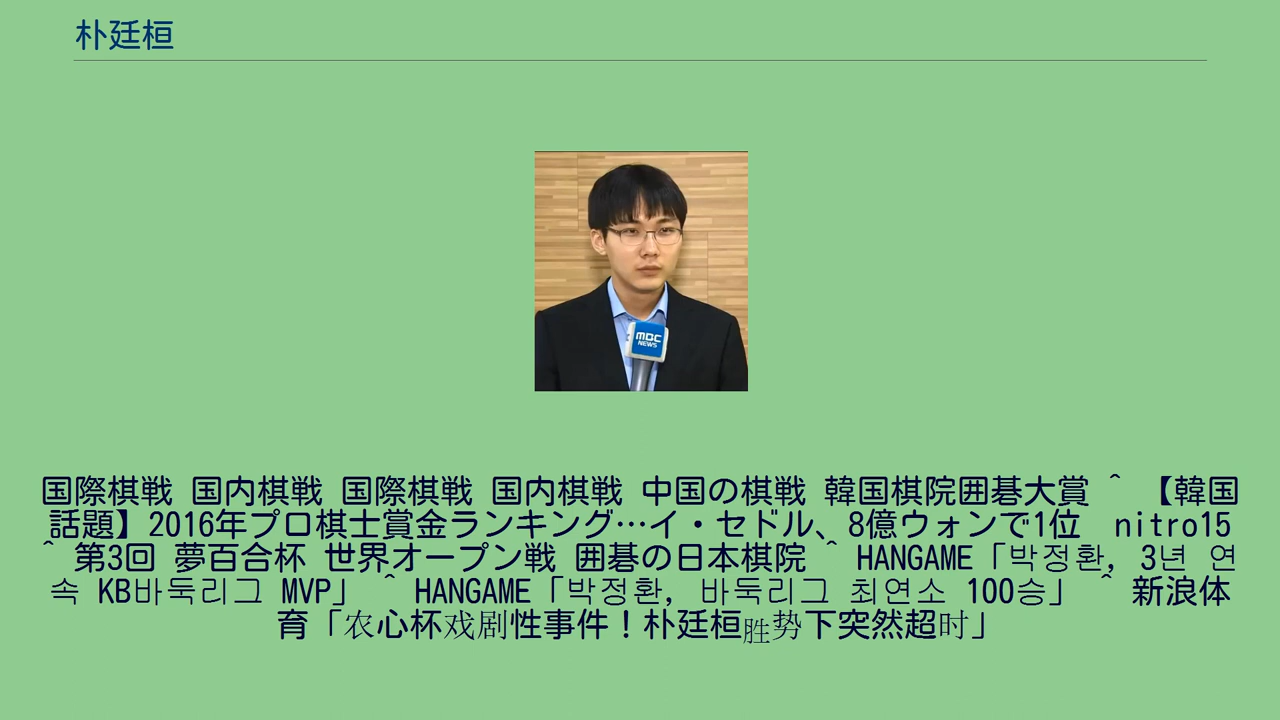 朴廷桓
MBC
NEWS
国際棋戦 国内棋戦 国際棋戦 国内棋戦 中国の棋戦 韓国棋院囲碁大賞 ^ 【韓国
話題】2016年プロ棋士賞金ランキング…イ・セドル、8億ウォンで1位　nitro15
^ 第3回 夢百合杯 世界オープン戦 囲碁の日本棋院 ^ HANGAME「박정환, 3년 연
속 KB바둑리그 MVP」 ^ HANGAME「박정환, 바둑리그 최연소 100승」 ^ 新浪体
育「农心杯戏剧性事件！朴廷桓胜势下突然超时」